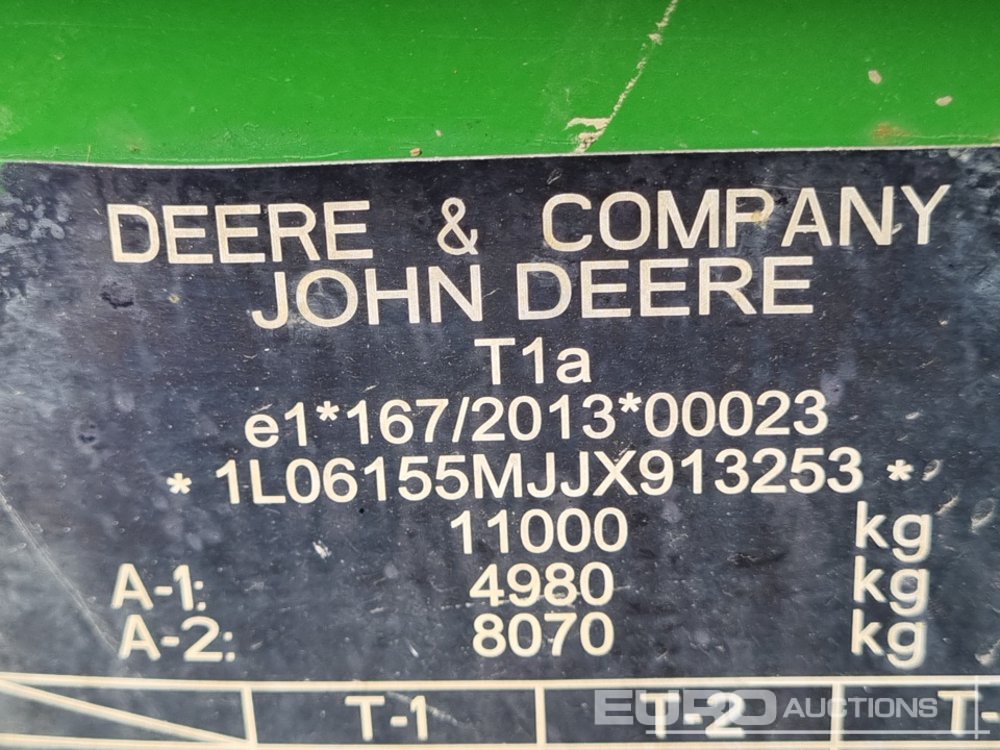 DEERE & COMPANY
JOHN DEERE
T1a
e1*167/2013*00023
* 1L06155MJJX913253 *
11000 kg
A-1: 4980 kg
A-2: 8070 kg
T-1 T-2 T-
EURO AUCTIONS